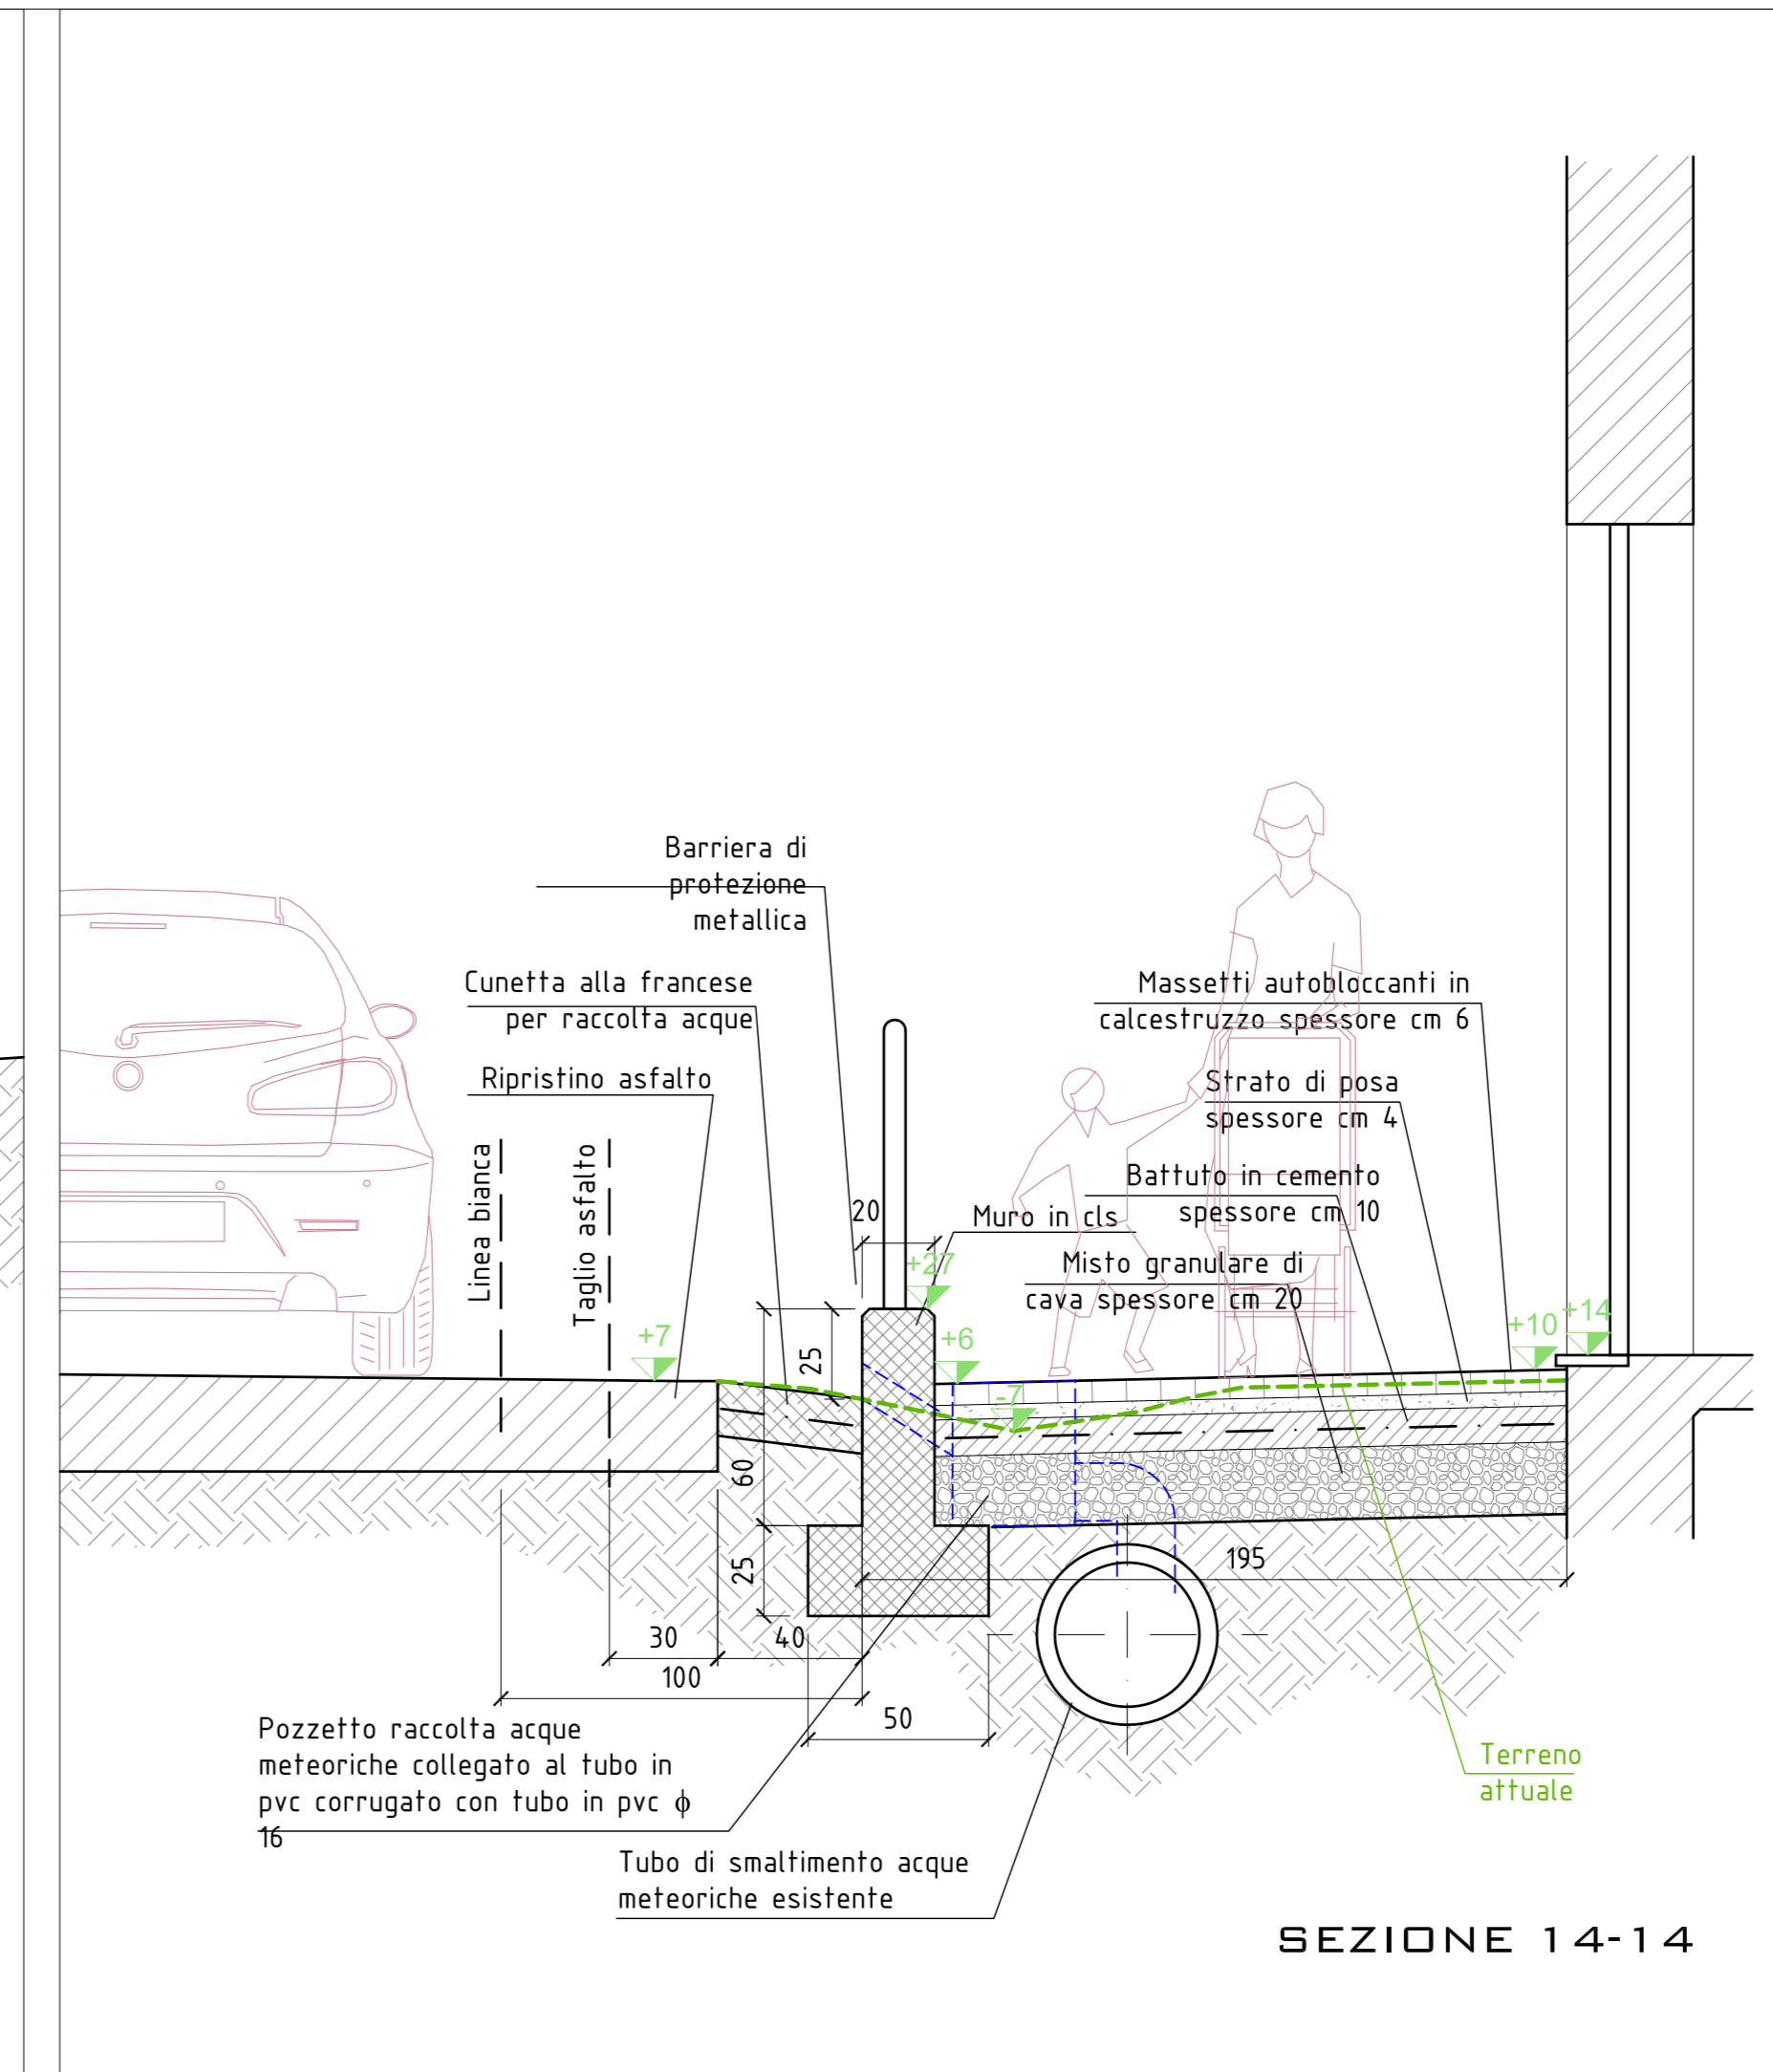 Barriera di
protezione
metallica
Cunetta alla francese
per raccolta acque
Ripristino asfalto
Linea bianca
Taglio asfalto
Massetti autobloccanti in
calcestruzzo spessore cm 6
Strato di posa
spessore cm 4
Battuto in cemento
spessore cm 10
Muro in cls
Misto granulare di
cava spessore cm 20
20
+27
+7
+6
-7
+10
+14
25
60
25
195
30
40
100
50
Pozzetto raccolta acque
meteoriche collegato al tubo in
pvc corrugato con tubo in pvc ϕ
16
Tubo di smaltimento acque
meteoriche esistente
Terreno
attuale
SEZIONE 14-14